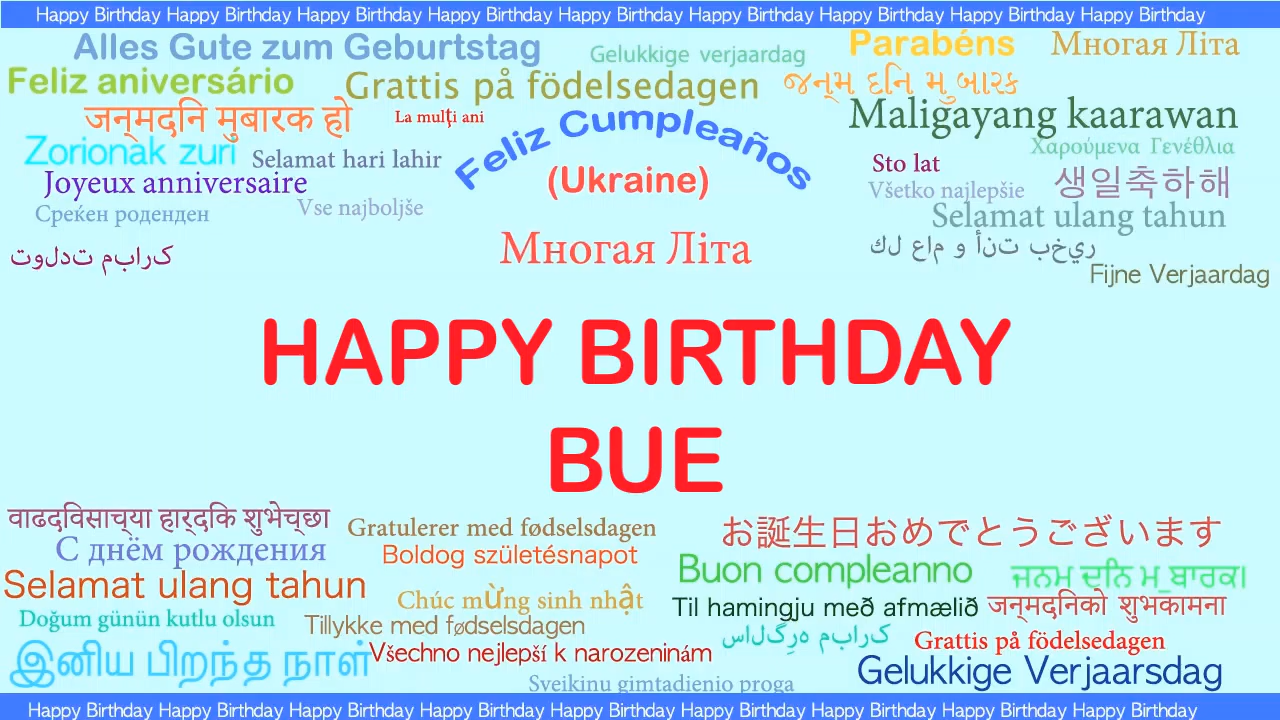 Happy Birthday Happy Birthday Happy Birthday Happy Birthday Happy Birthday Happy Birthday Happy Birthday Happy Birthday Happy Birthday
Alles Gute zum Geburtstag
Gelukkige verjaardag
Parabéns
Многая Літа
Feliz aniversário
Grattis på födelsedagen
જન્મ દનિ મુબારક
जन्मदनि मुबारक हो
La mulţi ani
Feliz Cumpleaños
Maligayang kaarawan
Zorionak zuri
Selamat hari lahir
Χαρούμενα Γενέθλια
Sto lat
Joyeux anniversaire
(Ukraine)
Všetko najlepšie
생일축하해
Среќен роденден
Vse najboljše
Selamat ulang tahun
Многая Літа
كل عام و أنت بخير
تولدت مبارک
Fijne Verjaardag
HAPPY BIRTHDAY
BUE
वाढदविसाच्या हार्दकि शुभेच्छा
Gratulerer med fødselsdagen
お誕生日おめでとうございます
С днём рождения
Boldog születésnapot
Buon compleanno
ਜਨਮ ਦਨਿ ਮੁਬਾਰਕ।
Selamat ulang tahun
Chúc mừng sinh nhật
Til hamingju með afmælið
जन्मदनिको शुभकामना
Doğum günün kutlu olsun
Tillykke med fødselsdagen
سالگرہ مبارک
Grattis på födelsedagen
இனிய பிறந்த நாள்
Všechno nejlepší k narozeninám
Gelukkige Verjaarsdag
Sveikinu gimtadienio proga
Happy Birthday Happy Birthday Happy Birthday Happy Birthday Happy Birthday Happy Birthday Happy Birthday Happy Birthday Happy Birthday